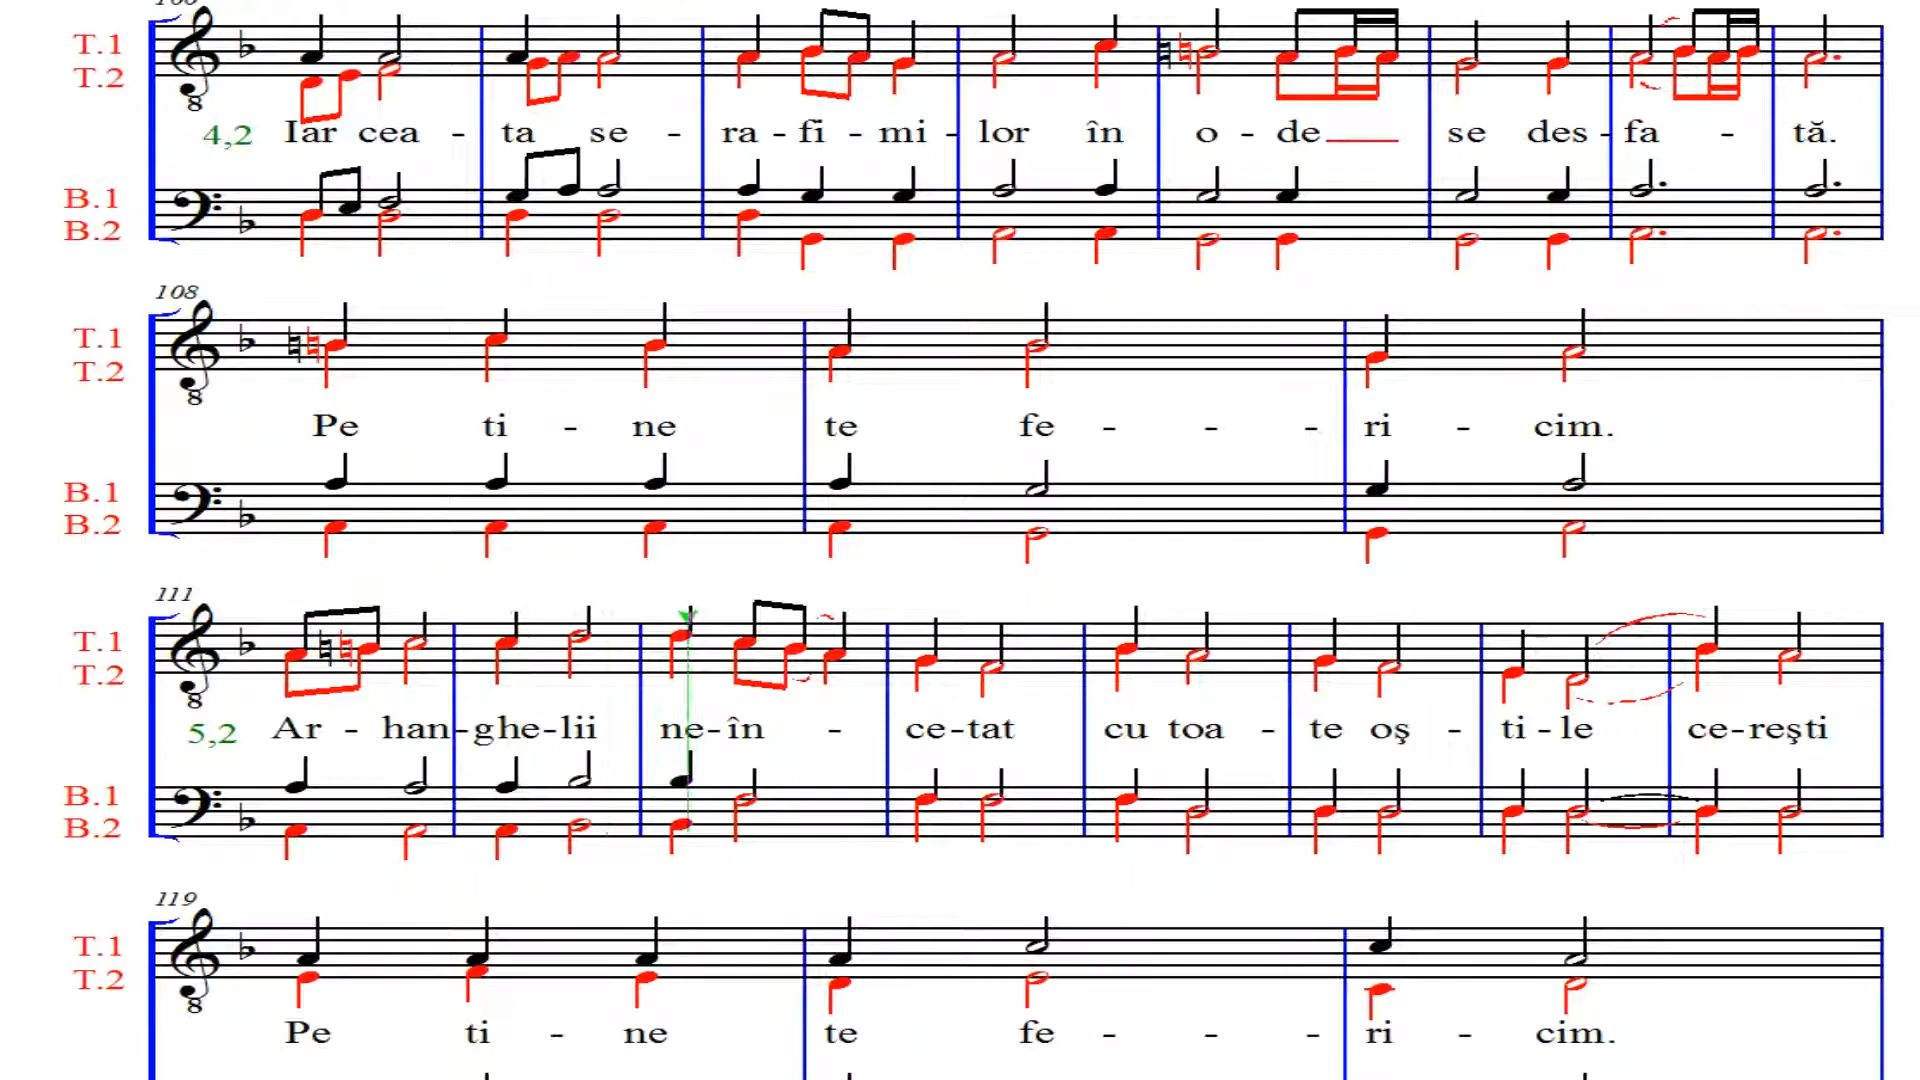 T.1
T.2
4,2 Iar cea - ta se - ra - fi - mi - lor în o - de se des - fa - tă.
B.1
B.2
108
T.1
T.2
Pe ti - ne te fe - - - ri - cim.
B.1
B.2
111
T.1
T.2
5,2 Ar - han - ghe - lii ne - în - ce - tat cu toa - te oş - ti - le ce - reşti
B.1
B.2
119
T.1
T.2
Pe ti - ne te fe - - - ri - cim.